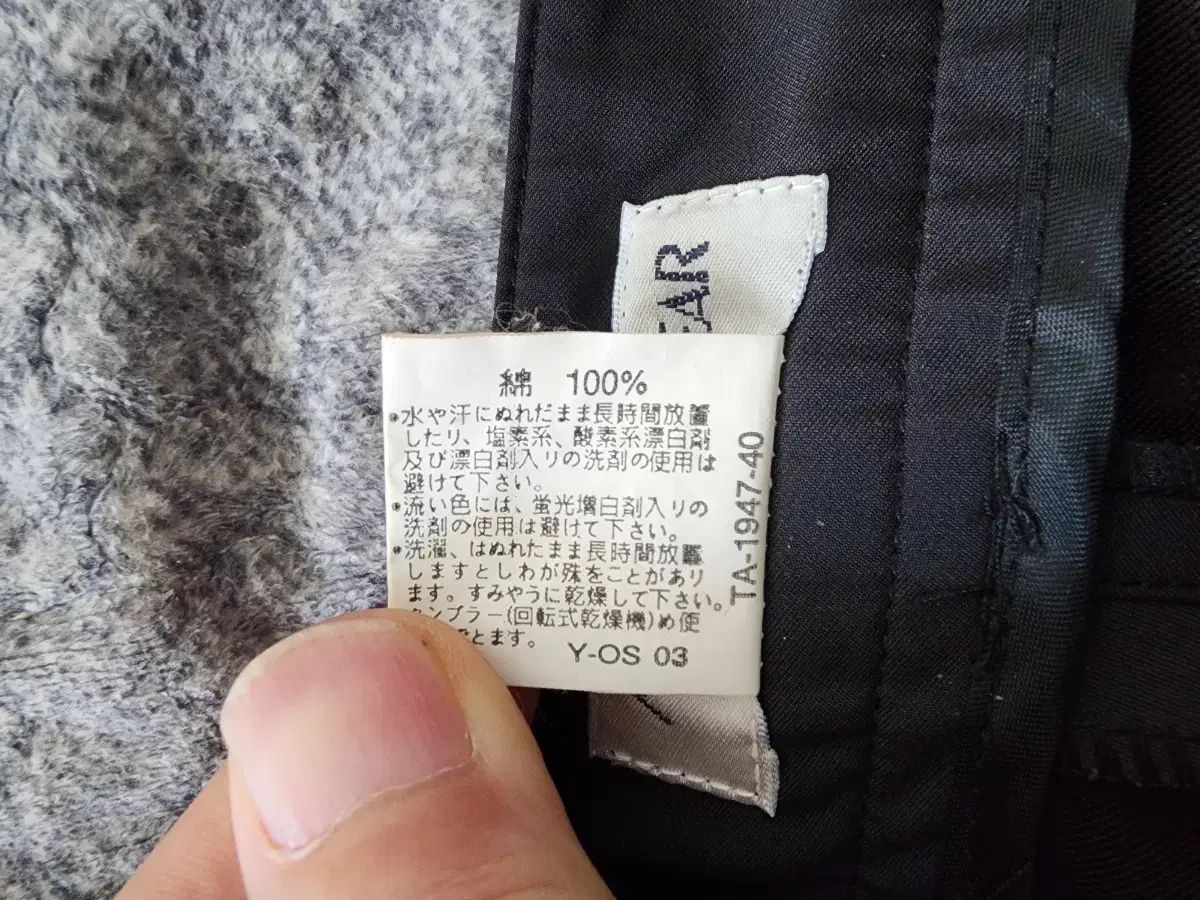 EAR
綿 100%
•水や汗にぬれだまま長時間放置
したり、塩素系、酸素系漂白剤
及び漂白剤入リの洗剤の使用は
避けて下さい。
•流い色には、蛍光増白剤入りの
洗剤の使用は避けて下さい。
•洗濯、はぬれたまま長時間放置
しますとしわが残をことがあり
ます。すみやうに乾燥して下さい。
タンブラー(回転式乾燥機)め使
とます。
Y-OS 03
TA-1947-40